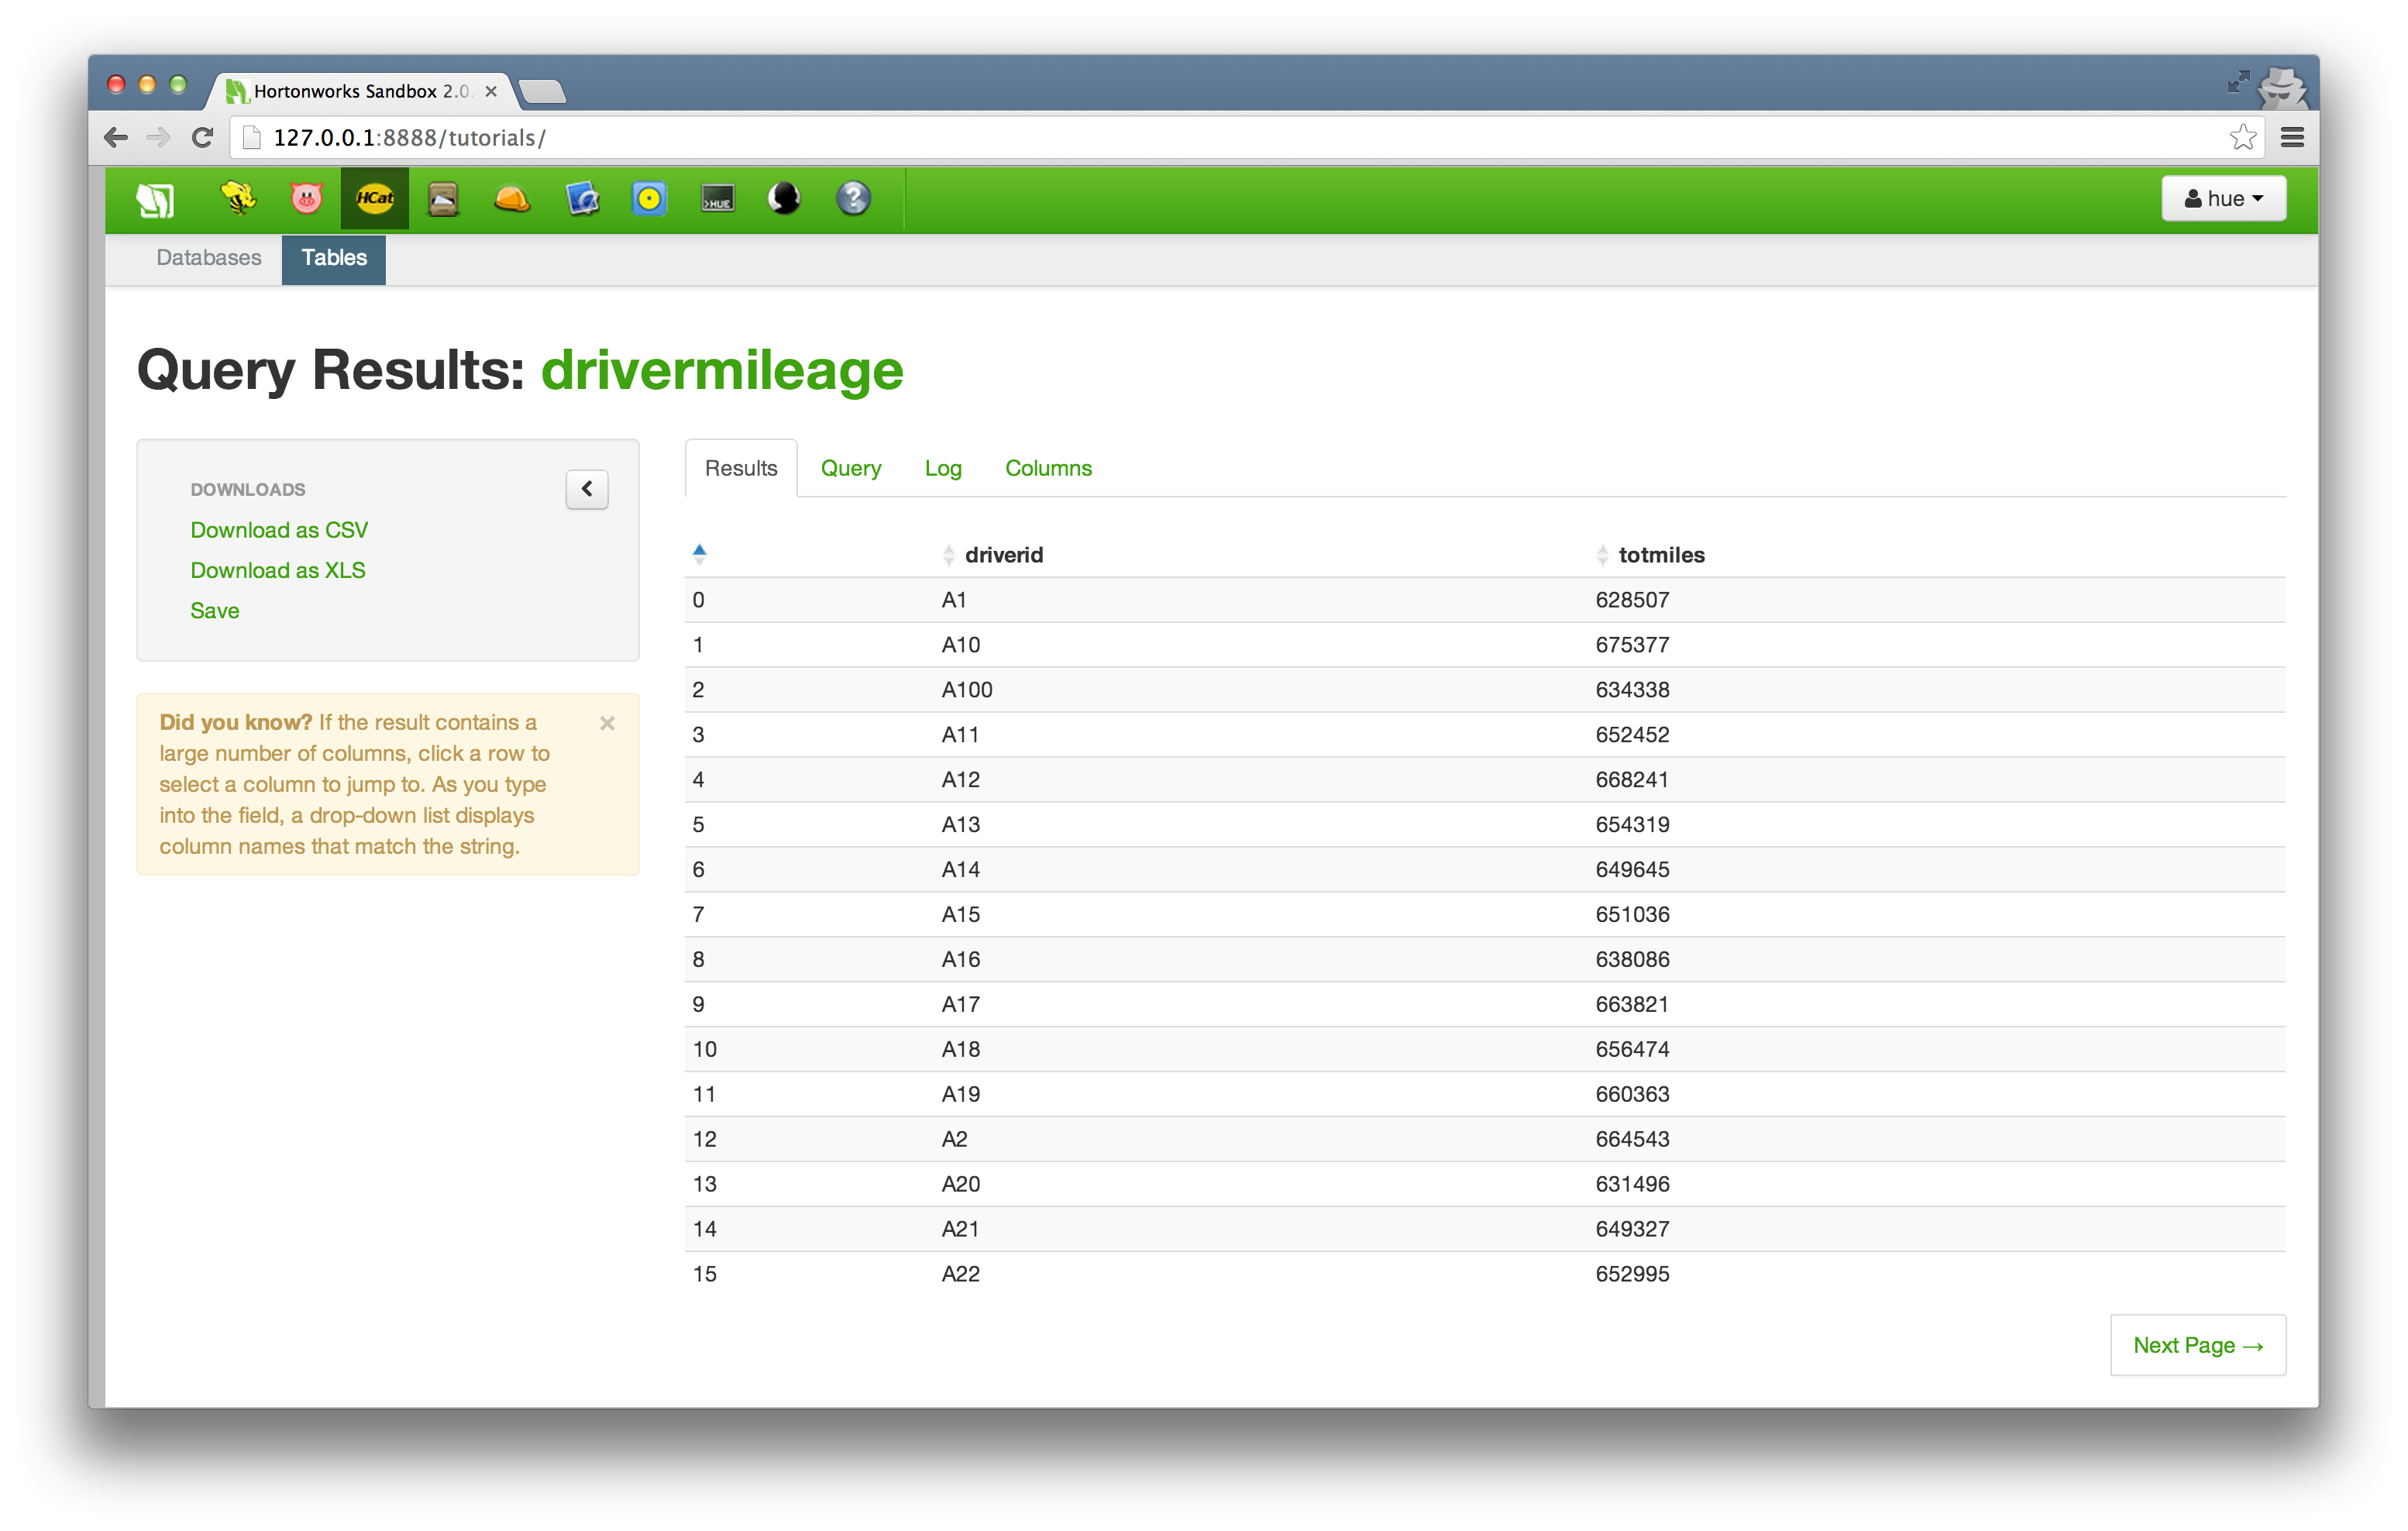 Hortonworks Sandbox 2.0.
127.0.0.1:8888/tutorials/
HCat
>HUE
?
hue
Databases Tables
Query Results: drivermileage
DOWNLOADS
Download as CSV
Download as XLS
Save
Did you know? If the result contains a
large number of columns, click a row to
select a column to jump to. As you type
into the field, a drop-down list displays
column names that match the string.
Results Query Log Columns
driverid totmiles
0 A1 628507
1 A10 675377
2 A100 634338
3 A11 652452
4 A12 668241
5 A13 654319
6 A14 649645
7 A15 651036
8 A16 638086
9 A17 663821
10 A18 656474
11 A19 660363
12 A2 664543
13 A20 631496
14 A21 649327
15 A22 652995
Next Page →